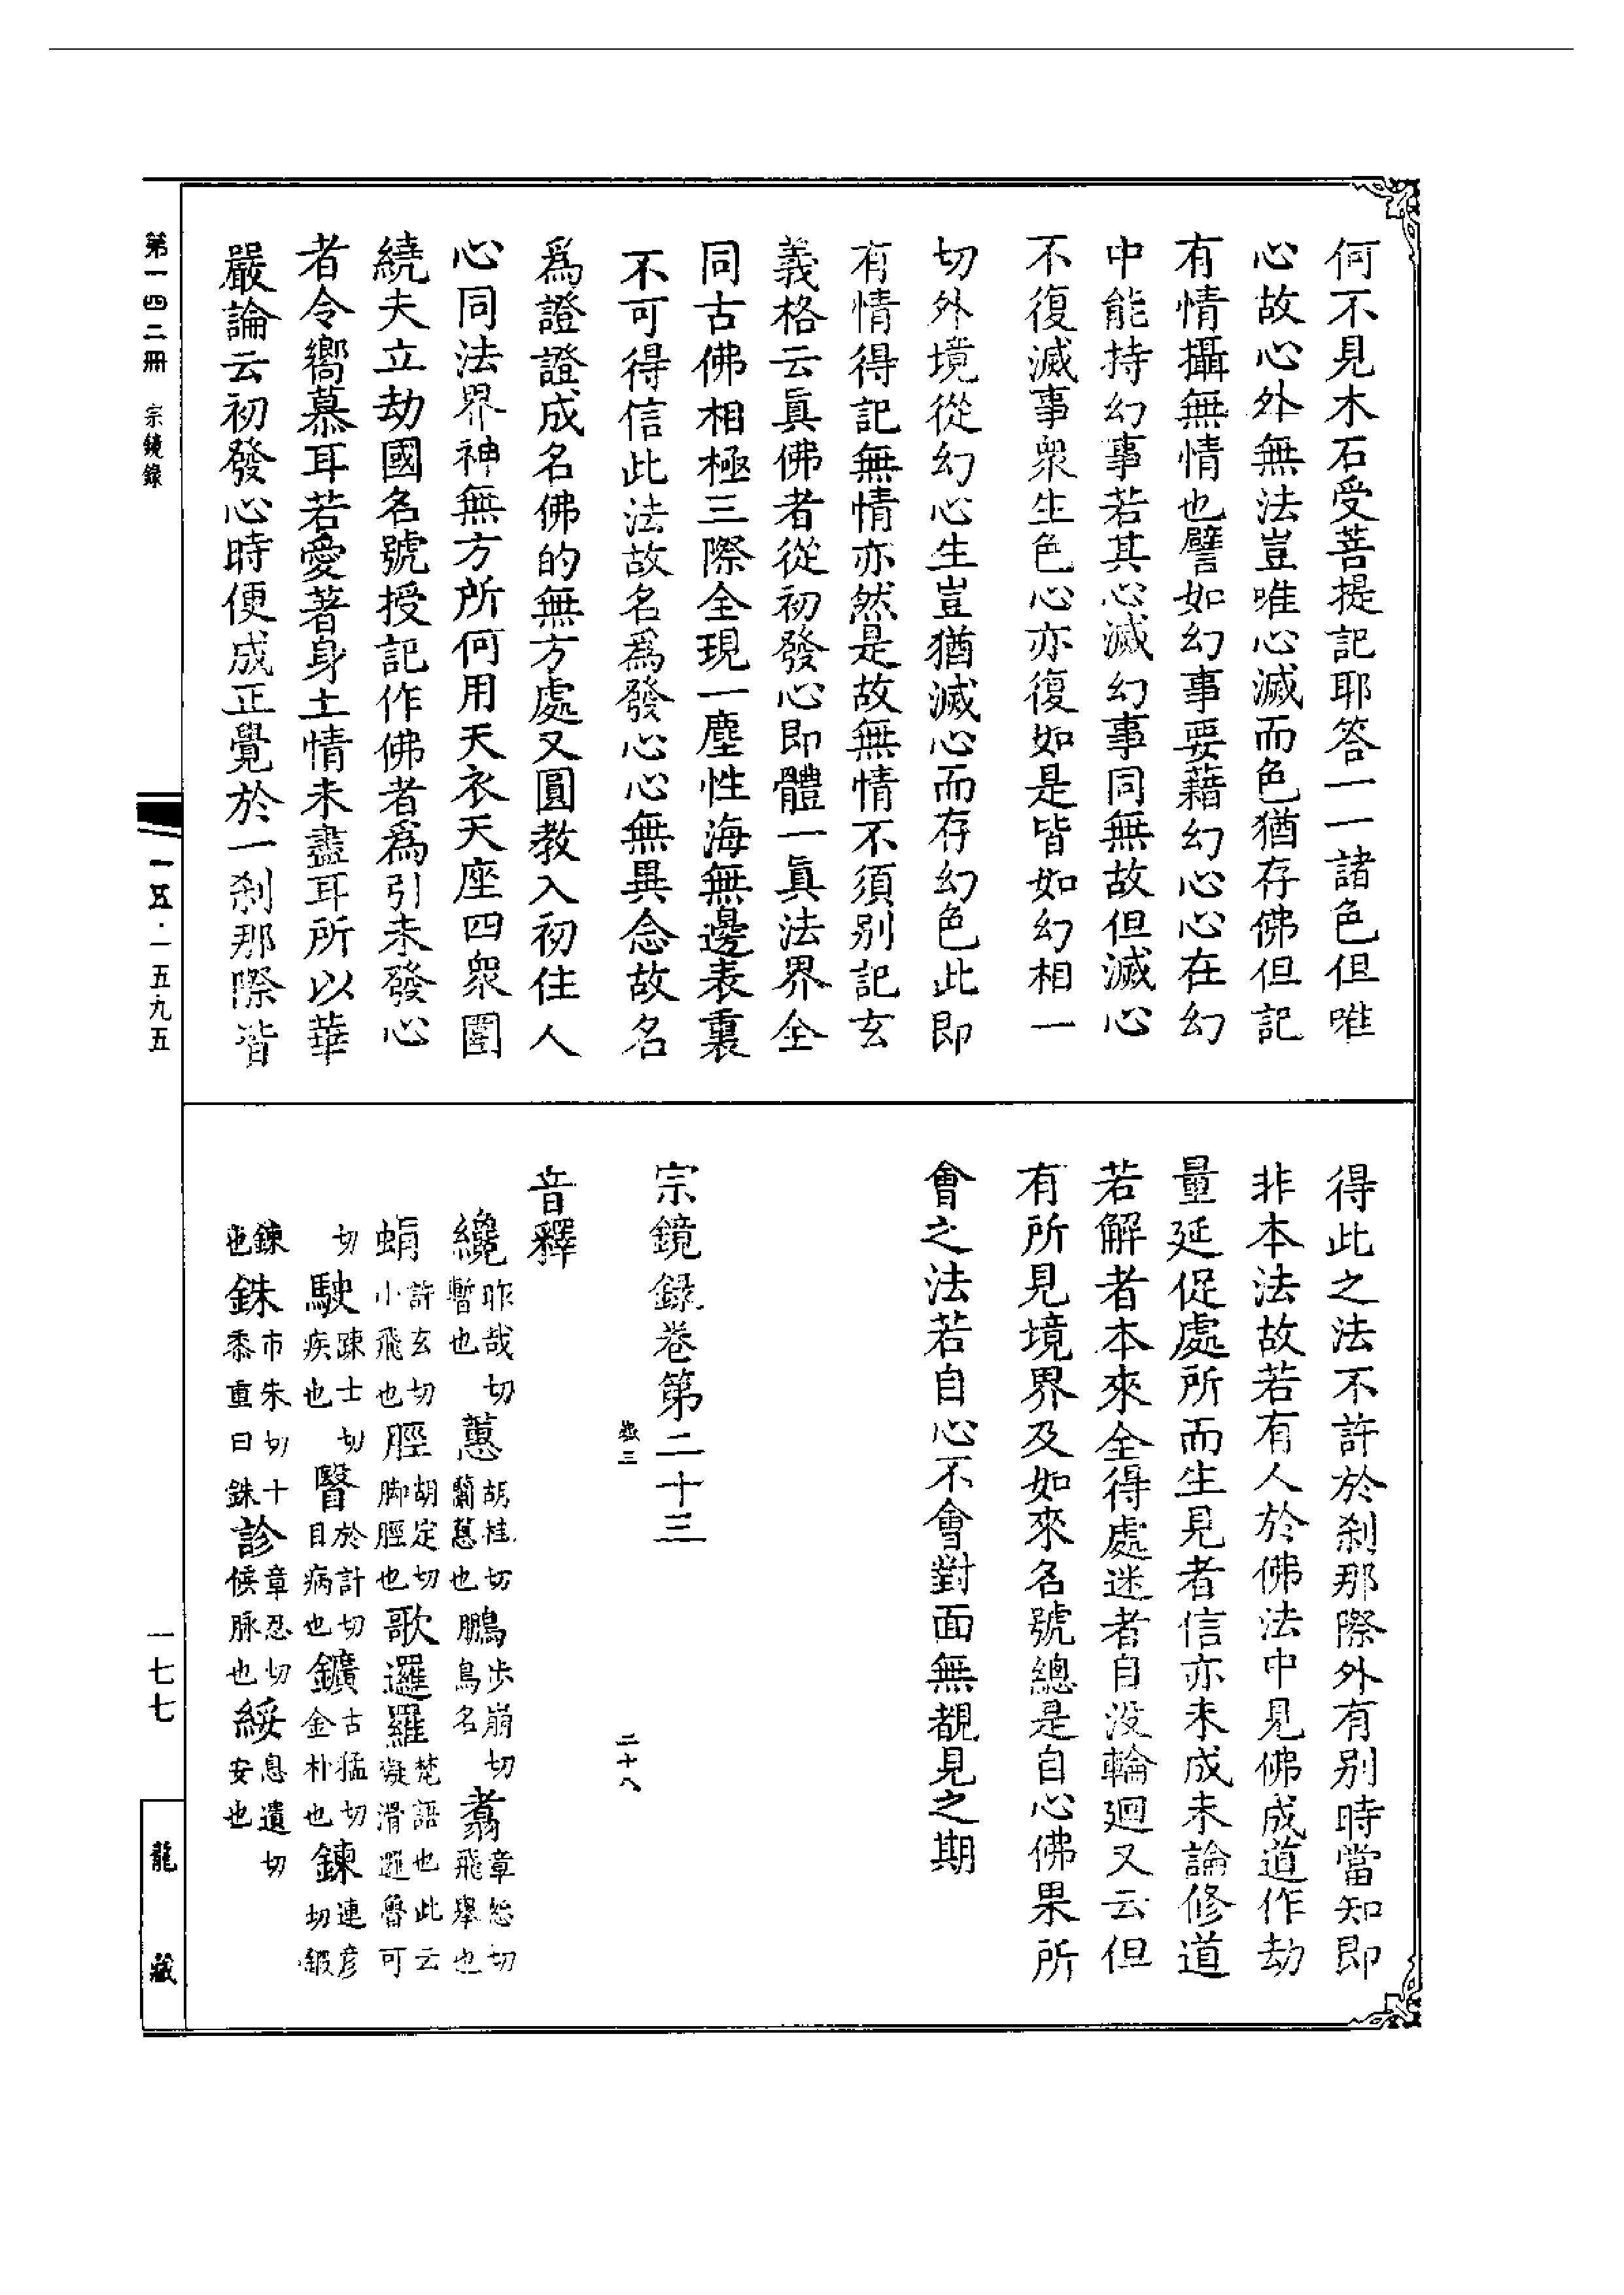 何不見木石受菩提記耶答一一諸色但唯
心故心外無法豈唯心滅而色猶存佛但記
有情攝無情也譬如幻事要藉幻心心在幻
中能持幻事若其心滅幻事同無故但滅心
不復滅事衆生色心亦復如是皆如幻相一
切外境從幻心生豈猶滅心而存幻色此即
有情得記無情亦然是故無情不須別記玄
義格云眞佛者從初發心即體一眞法界全
同古佛相極三際全現一塵性海無邊表裏
不可得信此法故名爲發心心無異念故名
爲證證成名佛的無方處又圓教入初住人
心同法界神無方所何用天衣天座四衆圍
繞夫立劫國名號授記作佛者爲引未發心
者令嚮慕耳若愛著身土情未盡耳所以華
嚴論云初發心時便成正覺於一刹那際皆
得此之法不許於刹那際外有別時當知即
非本法故若有人於佛法中見佛成道作劫
量延促處所而生見者信亦未成未論修道
若解者本來全得處迷者自没輪廻又云但
有所見境界及如來名號總是自心佛果所
會之法若自心不會對面無覩見之期
宗鏡録卷第二十三
三
二十八
音釋
纔昨哉切暫也 蕙胡桂切蘭蕙也 鵬步崩切鳥名 翥章恕切飛舉也
蜎許玄切小飛也 脛胡定切脚脛也 歌邏羅梵語也此云凝滑邏魯可
切 駛踈士切疾也 瞖於計切目病也 鑛古猛切金朴也 鍊連彦切鍛
鍊也 銖市朱切十黍重曰銖 診章忍切候脉也 綏息遺切安也
第一四二冊 宗鏡錄
一五·一五九五
一七七
龍藏